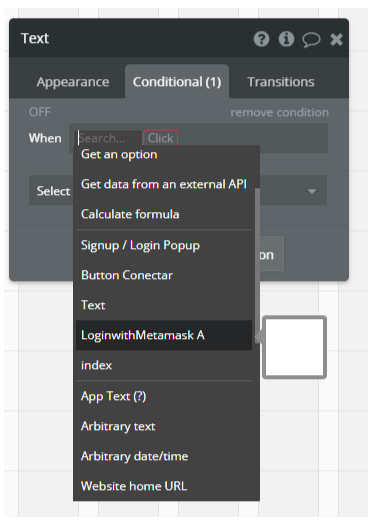 Text
Appearance Conditional (1) Transitions
OFF remove condition
When Search... Click
Select
Get an option
Get data from an external API
Calculate formula
Signup / Login Popup
Button Conectar
on
Text
LoginwithMetamask A
index
App Text (?)
Arbitrary text
Arbitrary date/time
Website home URL